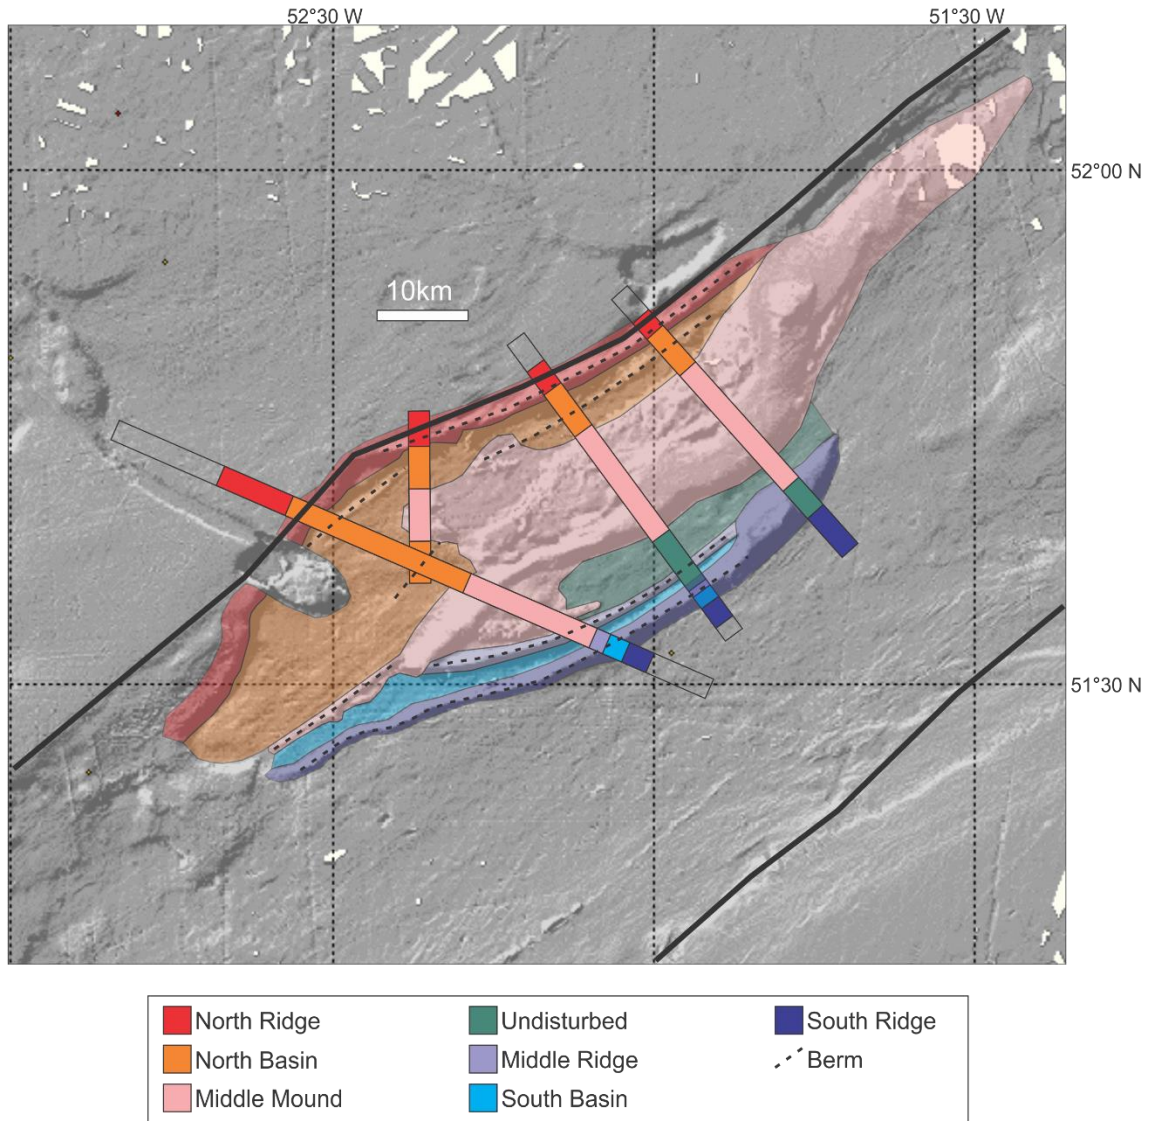 52°30 W
51°30 W
52°00 N
10km
51°30 N
North Ridge
Undisturbed
South Ridge
North Basin
Middle Ridge
Berm
Middle Mound
South Basin